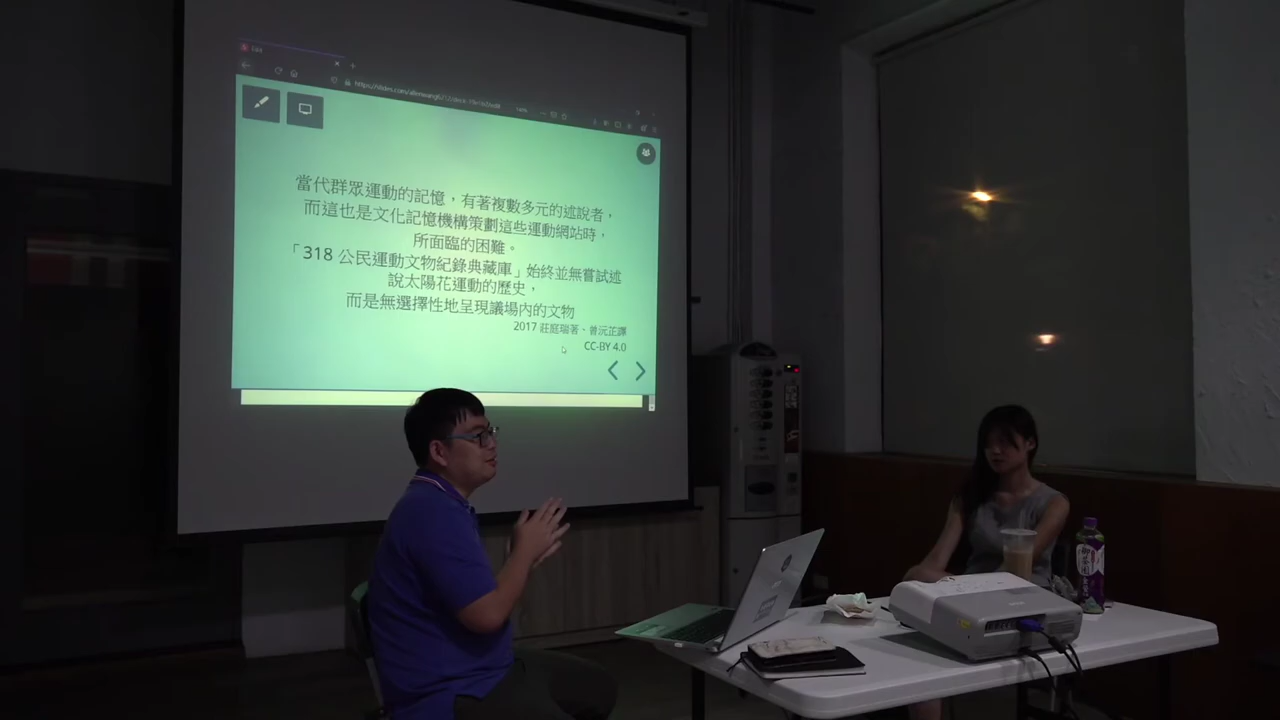 當代群眾運動的記憶，有著複數多元的述說者，
而這也是文化記憶機構策劃這些運動網站時，
所面臨的困難。
「318 公民運動文物紀錄典藏庫」始終並無嘗試述
說太陽花運動的歷史，
而是無選擇性地呈現議場內的文物
2017 莊庭瑞著、曾沅芷譯
CC-BY 4.0